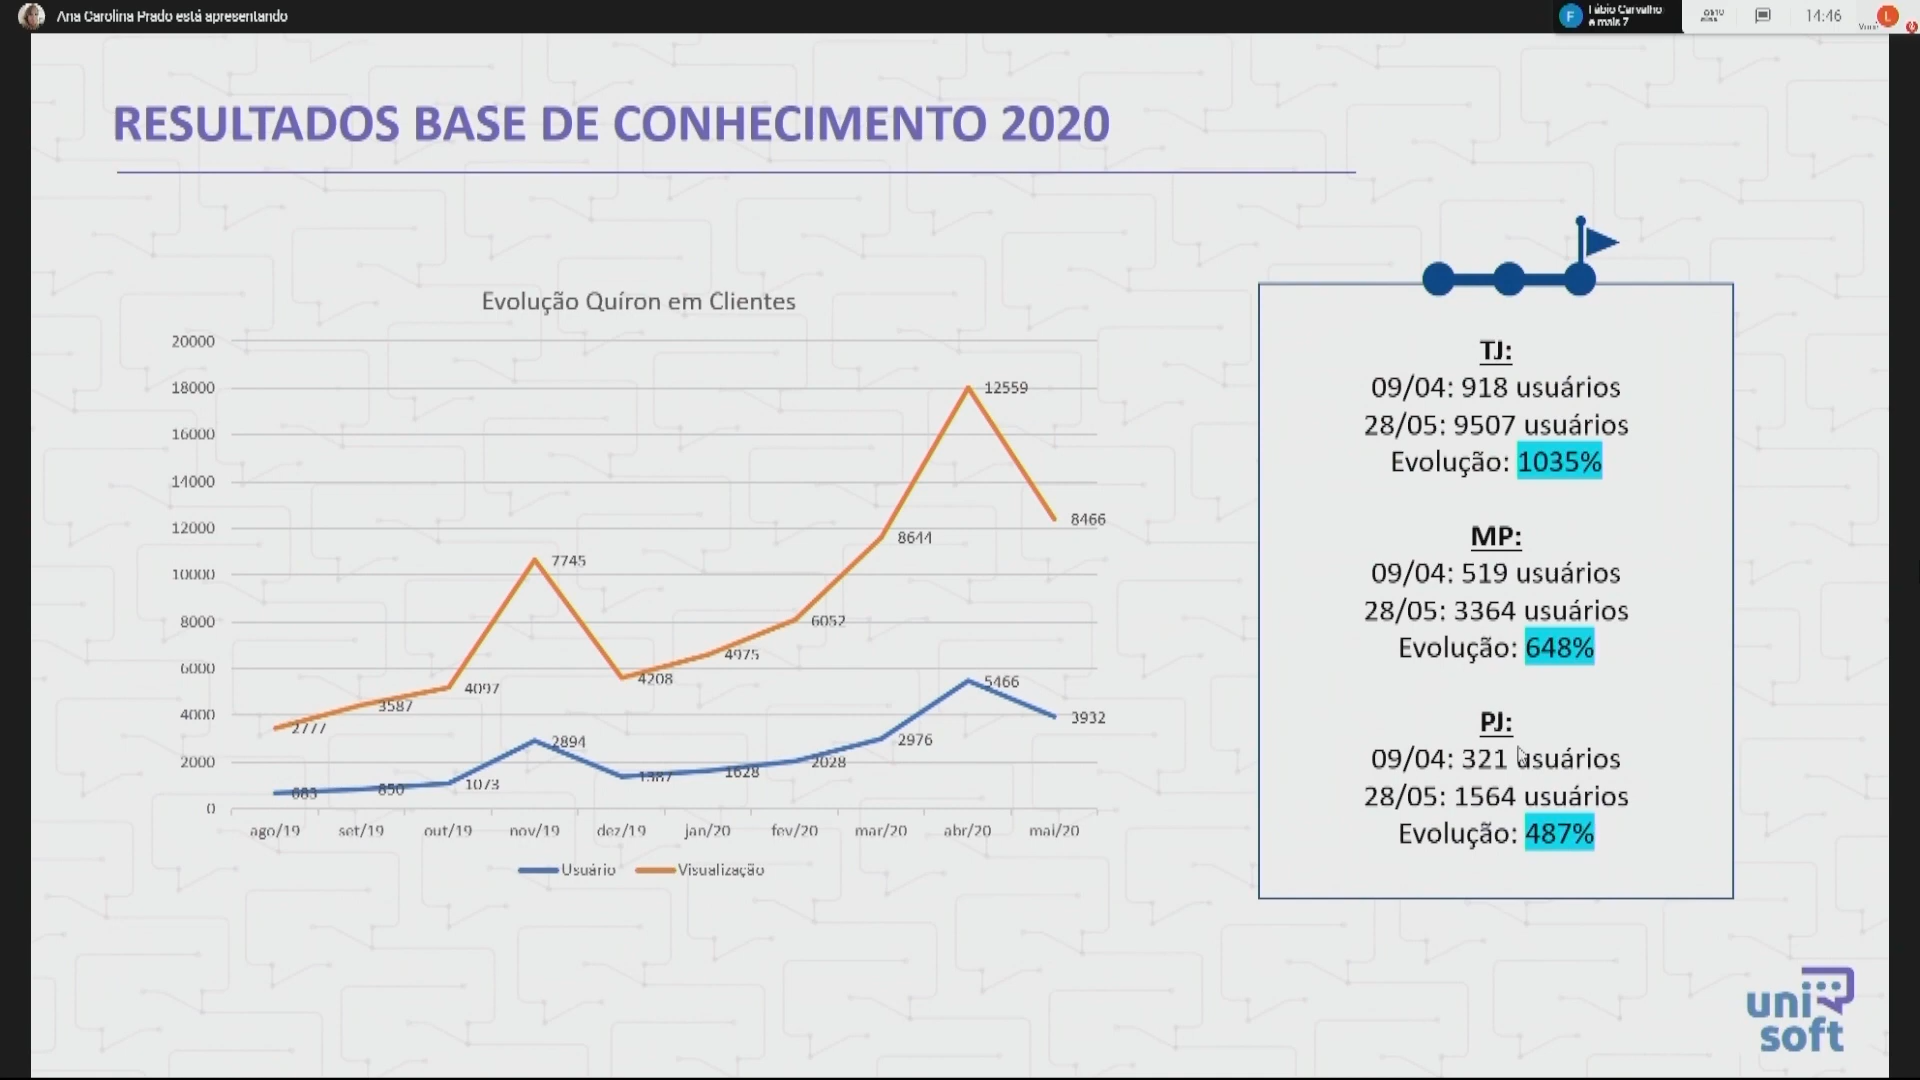 Ana Carolina Prado está apresentando
Fábio Carvalho
e mais 7
14:46
Você
RESULTADOS BASE DE CONHECIMENTO 2020
Evolução Quíron em Clientes
20000
18000
16000
14000
12000
10000
8000
6000
4000
2000
0
12559
8466
8644
7745
6052
4975
4208
4097
3587
2777
5466
3932
2976
2894
2028
1628
1387
1073
850
683
ago/19 set/19 out/19 nov/19 dez/19 jan/20 fev/20 mar/20 abr/20 mai/20
Usuário Visualização
TJ:
09/04: 918 usuários
28/05: 9507 usuários
Evolução: 1035%
MP:
09/04: 519 usuários
28/05: 3364 usuários
Evolução: 648%
PJ:
09/04: 321 usuários
28/05: 1564 usuários
Evolução: 487%
uni
soft